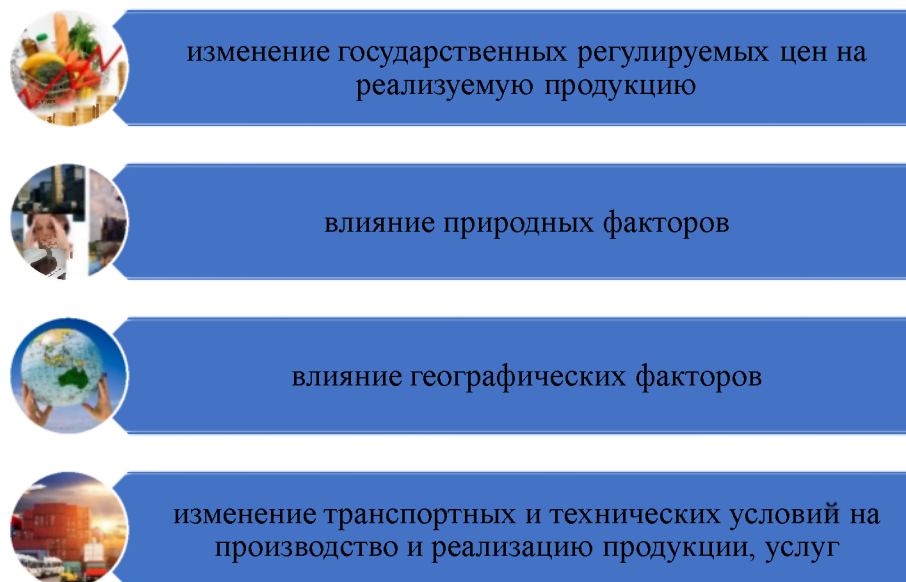 изменение государственных регулируемых цен на
реализуемую продукцию
влияние природных факторов
влияние географических факторов
изменение транспортных и технических условий на
производство и реализацию продукции, услуг